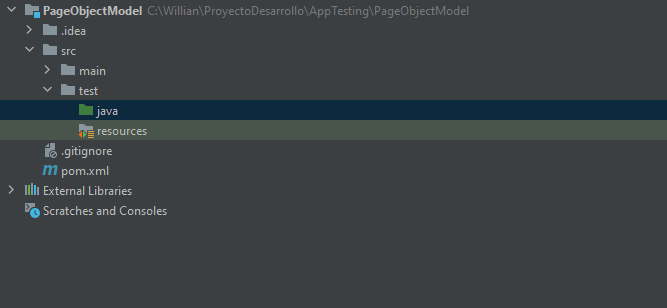 PageObjectModel C:\Willian\ProyectoDesarrollo\AppTesting\PageObjectModel
.idea
src
main
test
java
resources
.gitignore
pom.xml
External Libraries
Scratches and Consoles